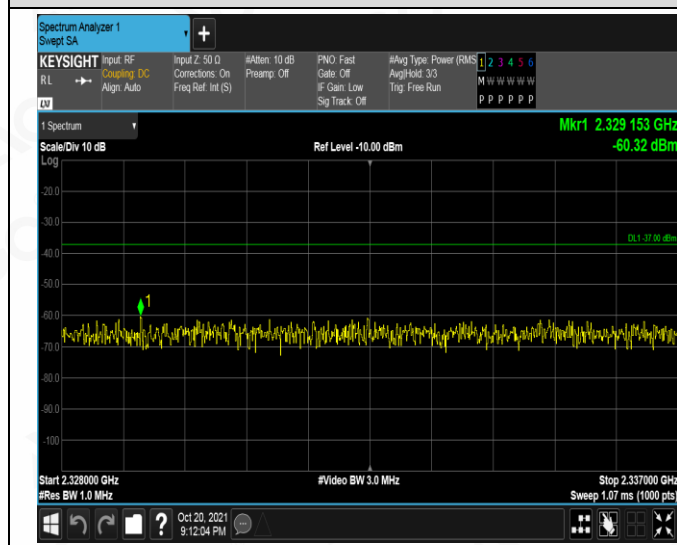 Spectrum Analyzer 1
Swept SA
+
KEYSIGHT Input: RF Input Z: 50 Ω #Atten: 10 dB PNO: Fast #Avg Type: Power (RMS 1 2 3 4 5 6
RL Coupling: DC Corrections: On Preamp: Off Gate: Off Avg|Hold: 3/3 M W W W W W
Align: Auto Freq Ref: Int (S) IF Gain: Low Trig: Free Run
LXI Sig Track: Off P P P P P P
1 Spectrum Mkr1 2.329 153 GHz
Scale/Div 10 dB Ref Level -10.00 dBm -60.32 dBm
Log
-20.0
-30.0
DL1 -37.00 dBm
-40.0
-50.0
1
-60.0
-70.0
-80.0
-90.0
-100
Start 2.328000 GHz #Video BW 3.0 MHz Stop 2.337000 GHz
#Res BW 1.0 MHz Sweep 1.07 ms (1000 pts)
? Oct 20, 2021
9:12:04 PM